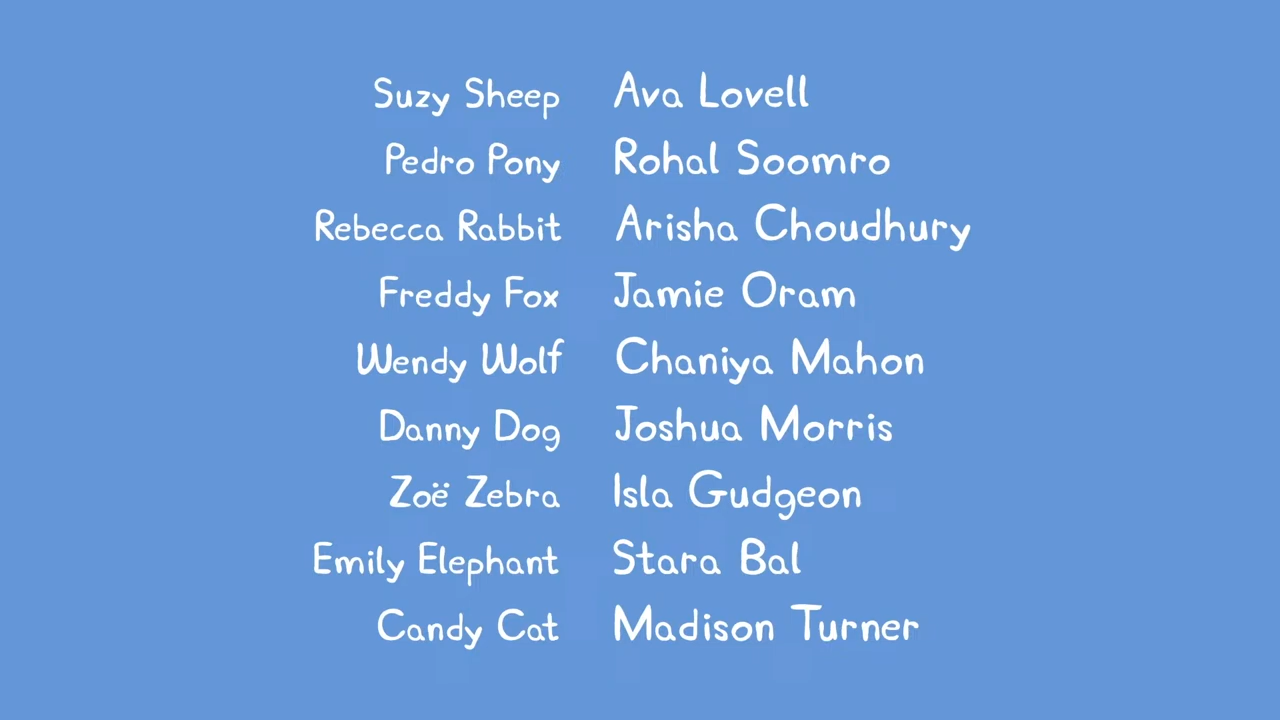 Suzy Sheep Ava Lovell
Pedro Pony Rohal Soomro
Rebecca Rabbit Arisha Choudhury
Freddy Fox Jamie Oram
Wendy Wolf Chaniya Mahon
Danny Dog Joshua Morris
Zoë Zebra Isla Gudgeon
Emily Elephant Stara Bal
Candy Cat Madison Turner